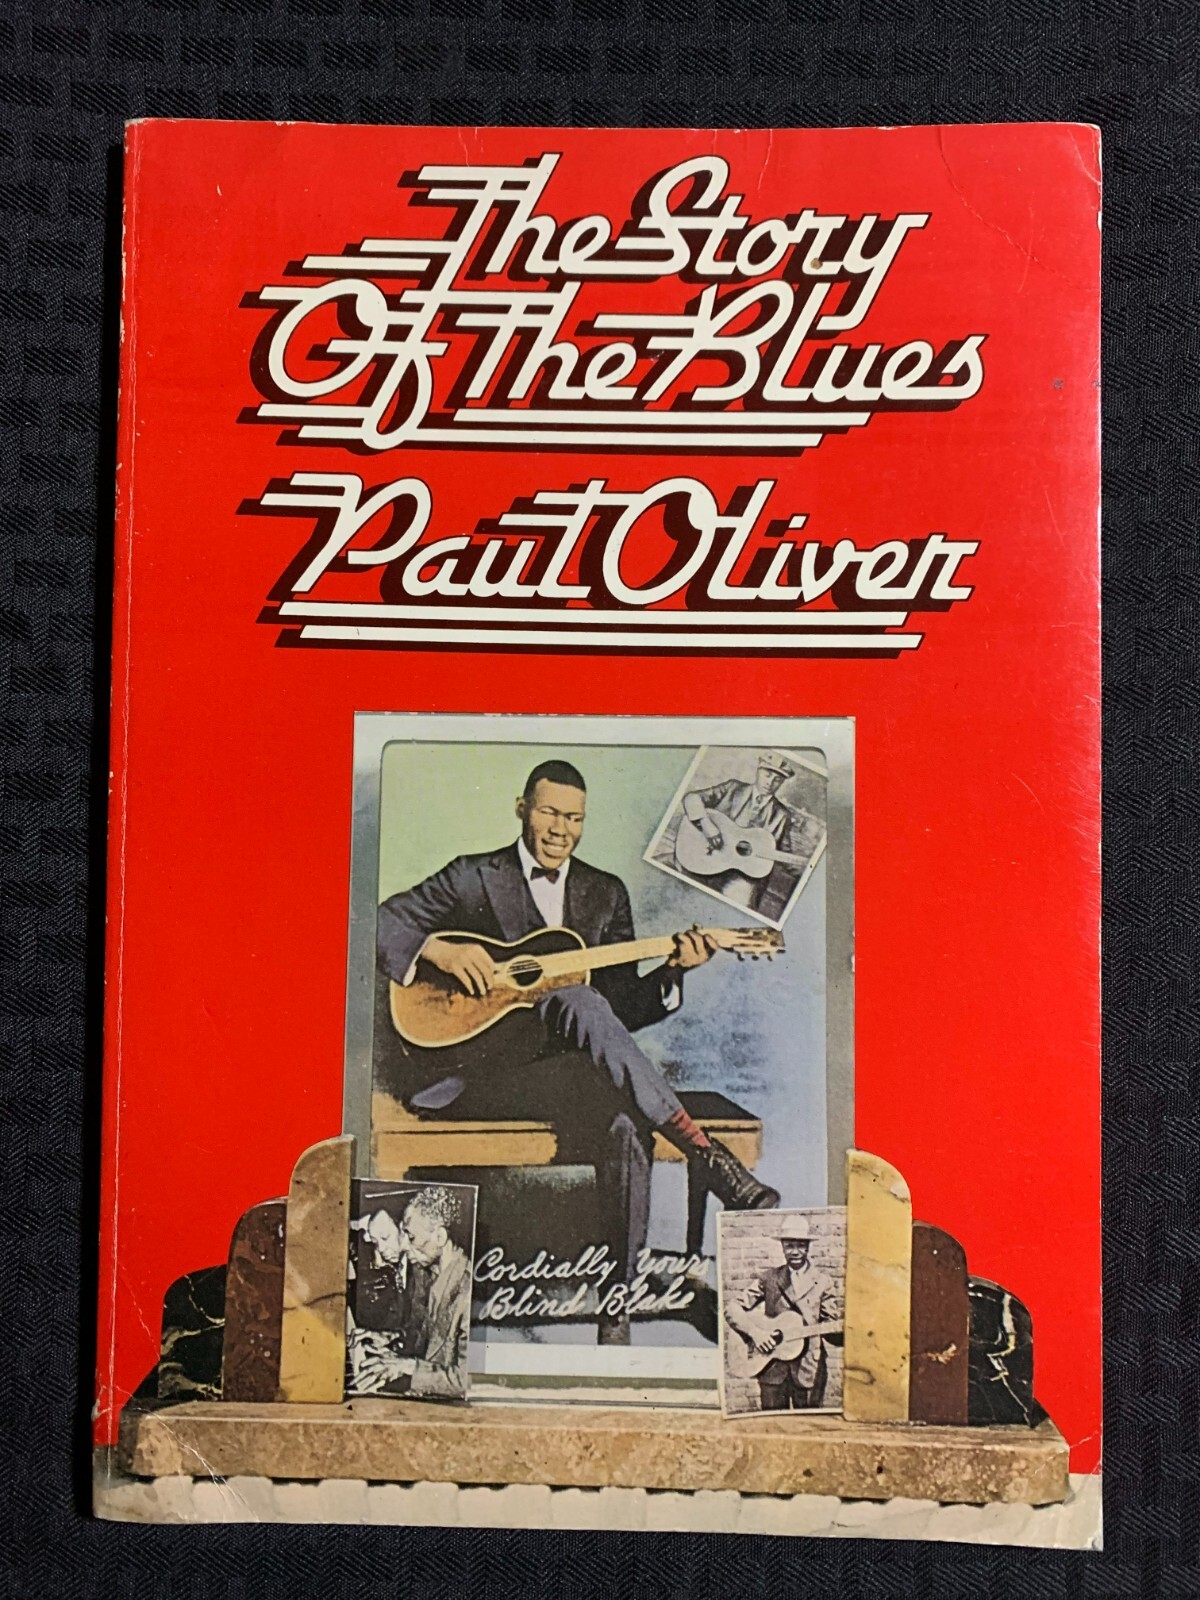 The Story
Of The Blues
Paul Oliver
Cordially Yours
Blind Blake